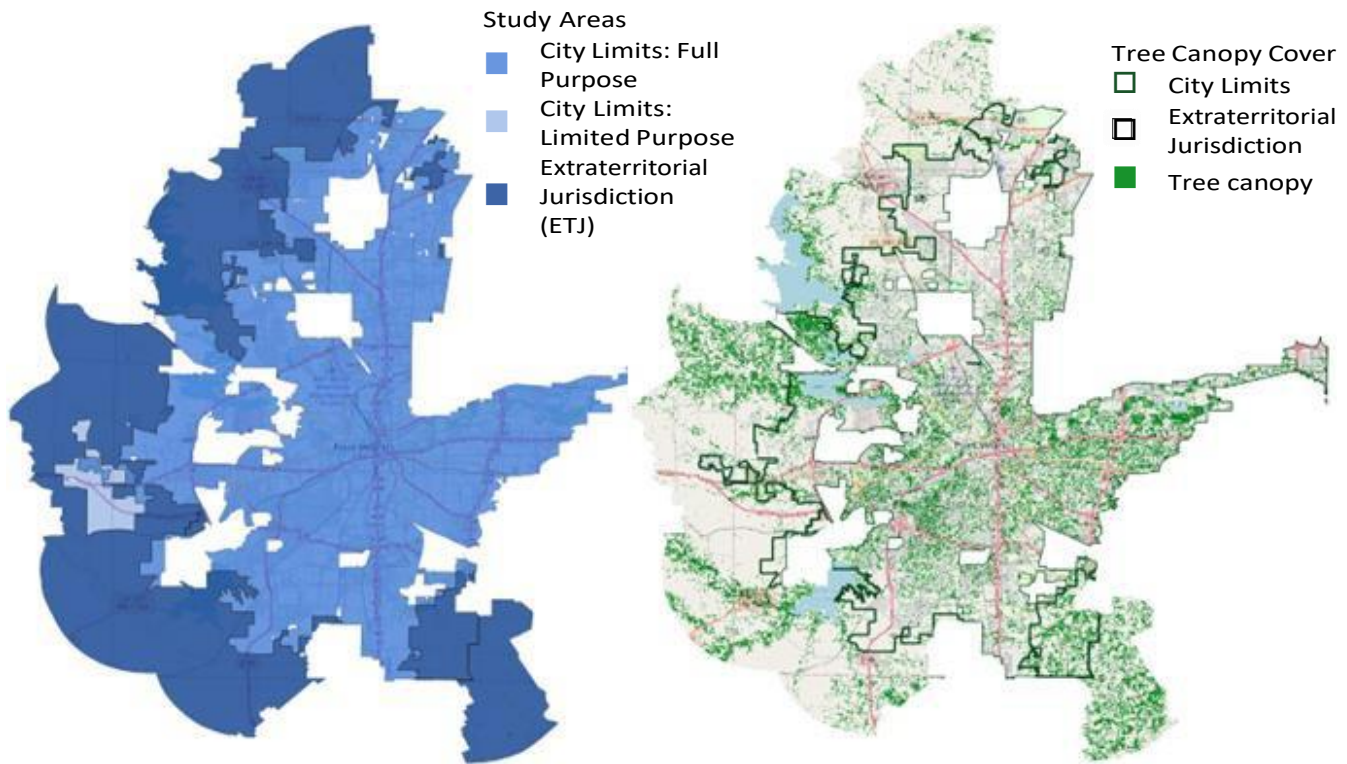 Study Areas
City Limits: Full
Purpose
City Limits:
Limited Purpose
Extraterritorial
Jurisdiction
(ETJ)
Tree Canopy Cover
City Limits
Extraterritorial
Jurisdiction
Tree canopy